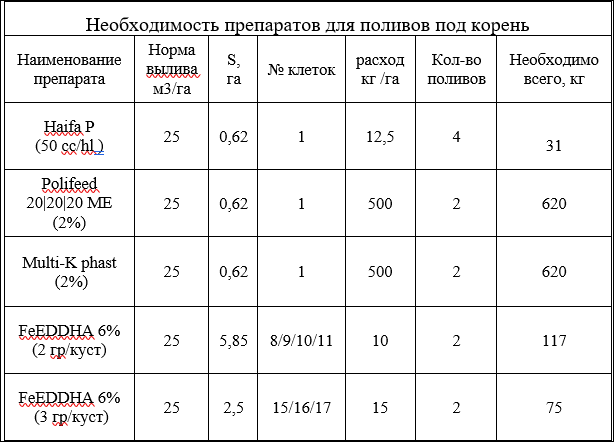 Необходимость препаратов для поливов под корень
Наименование препарата
Норма вылива м3/га
S, га
№ клеток
расход кг /га
Кол-во поливов
Необходимо всего, кг
Haifa P
(50 cc/hl )
25
0,62
1
12,5
4
31
Polifeed
20|20|20 ME
(2%)
25
0,62
1
500
2
620
Multi-K phast
(2%)
25
0,62
1
500
2
620
FeEDDHA 6%
(2 гр/куст)
25
5,85
8/9/10/11
10
2
117
FeEDDHA 6%
(3 гр/куст)
25
2,5
15/16/17
15
2
75